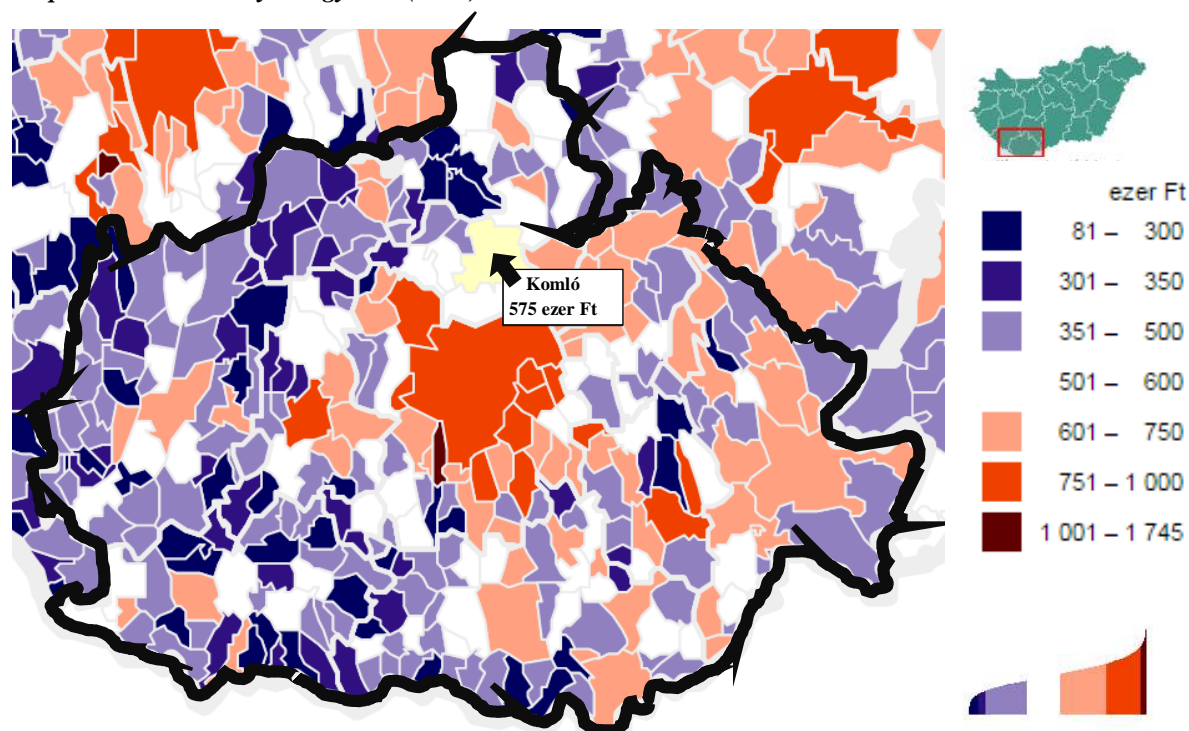 ezer Ft
81 – 300
301 – 350
351 – 500
501 – 600
601 – 750
751 – 1 000
1 001 – 1 745
Komló
575 ezer Ft